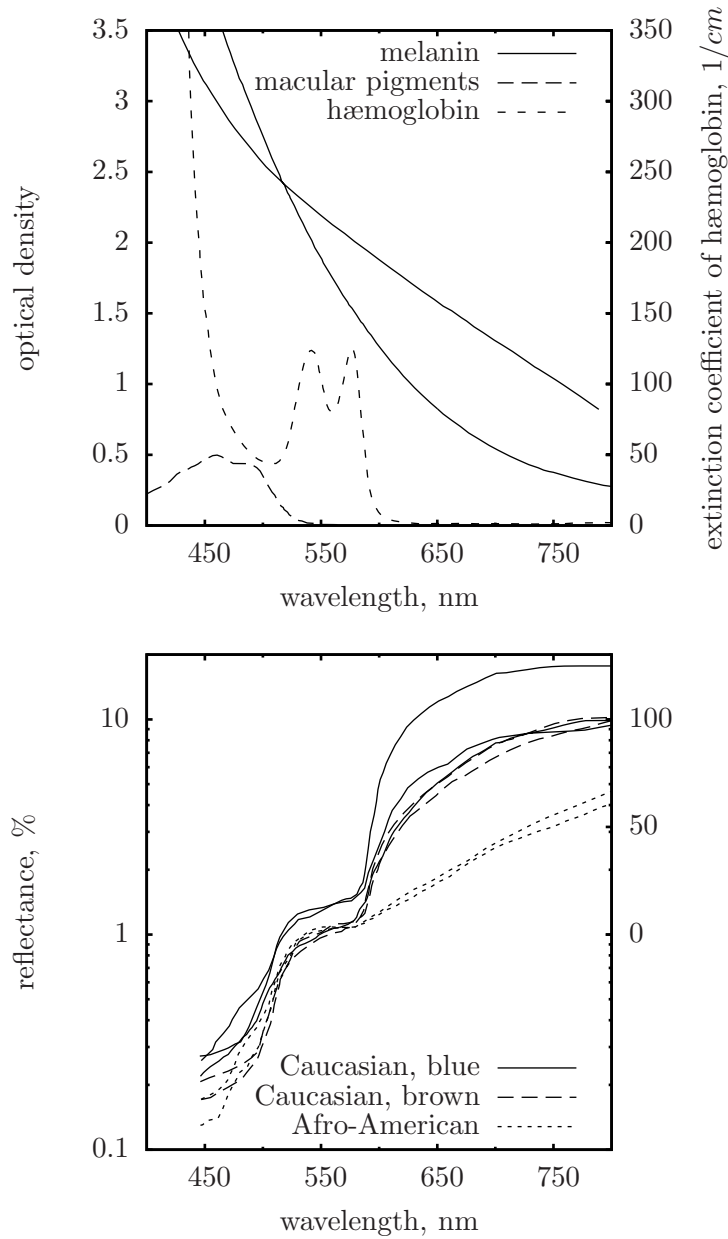 3.5
3
2.5
2
1.5
1
0.5
0
350
300
250
200
150
100
50
0
450 550 650 750
melanin
macular pigments
hæmoglobin
optical density
extinction coefficient of hæmoglobin, 1/cm
wavelength, nm
10
1
0.1
100
50
0
450 550 650 750
Caucasian, blue
Caucasian, brown
Afro-American
reflectance, %
wavelength, nm